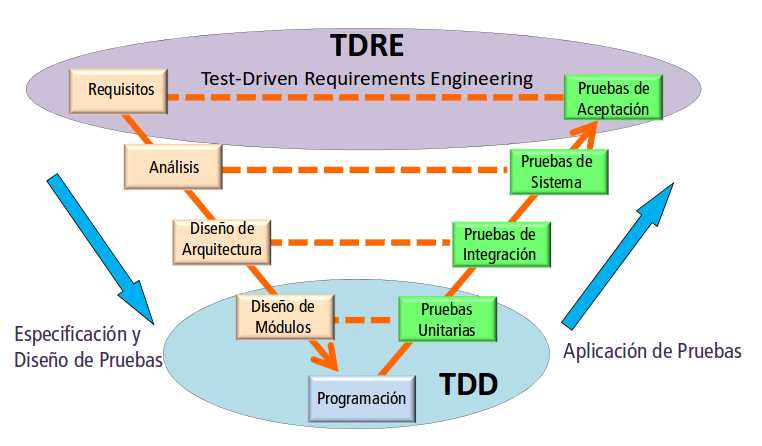 TDRE
Test-Driven Requirements Engineering
Requisitos
Pruebas de
Aceptación
Análisis
Pruebas de
Sistema
Diseño de
Arquitectura
Pruebas de
Integración
Diseño de
Módulos
Pruebas
Unitarias
Especificación y
Diseño de Pruebas
Aplicación de Pruebas
TDD
Programación